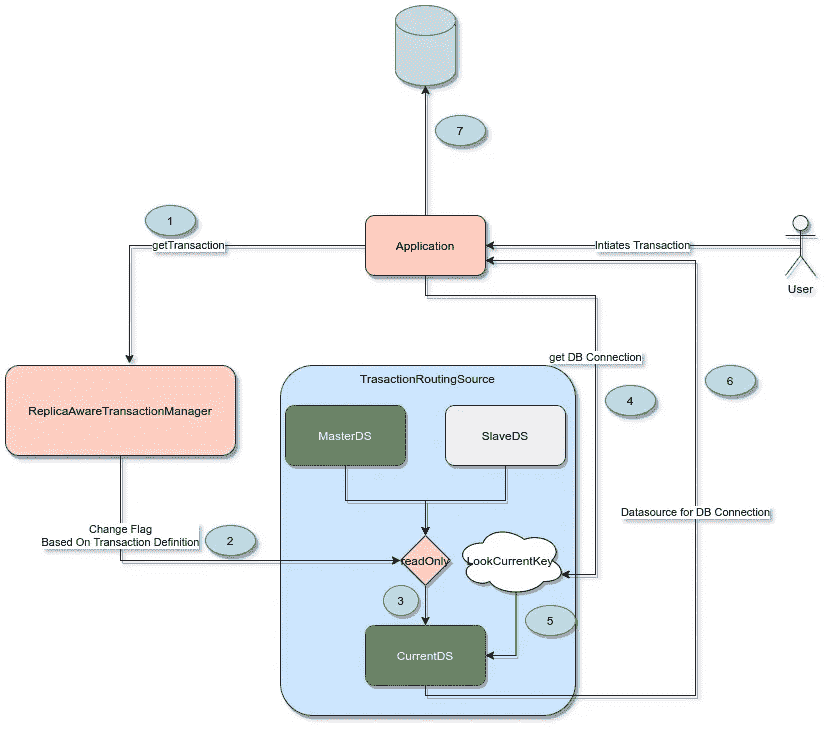 7
1
getTransaction
Application
Intiates Transaction
User
get DB Connection
TrasactionRoutingSource
6
4
ReplicaAwareTransactionManager
MasterDS
SlaveDS
Datasource for DB Connection
Change Flag
Based On Transaction Definition
2
readOnly
LookCurrentKey
3
5
CurrentDS